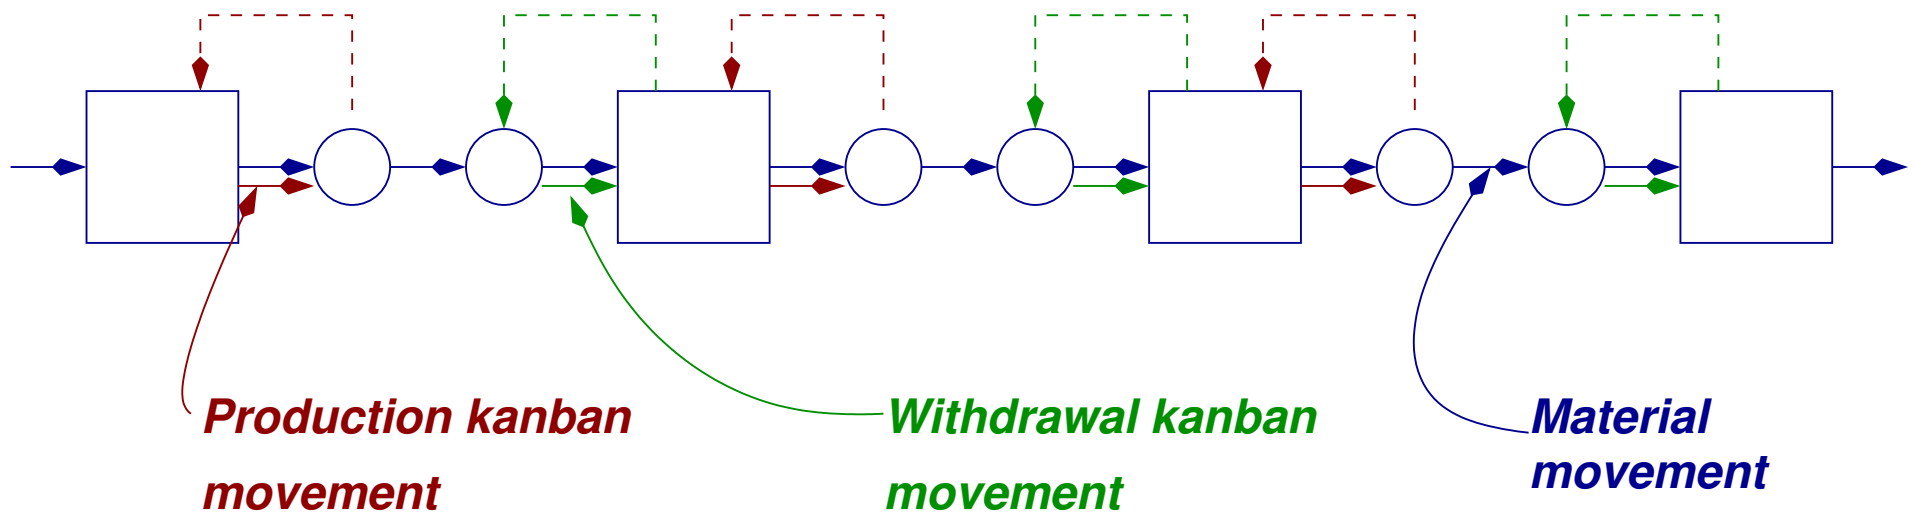 Production kanban
movement
Withdrawal kanban
movement
Material
movement